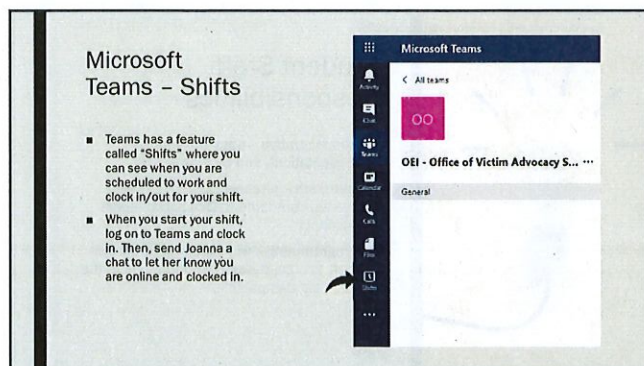 Microsoft
Teams – Shifts
■ Teams has a feature
called "Shifts" where you
can see when you are
scheduled to work and
clock in/out for your shift.
■ When you start your shift,
log on to Teams and clock
in. Then, send Joanna a
chat to let her know you
are online and clocked in.
Microsoft Teams
Activity
Chat
Teams
Calendar
Calls
Files
Shifts
< All teams
OO
OEI - Office of Victim Advocacy S... ···
General